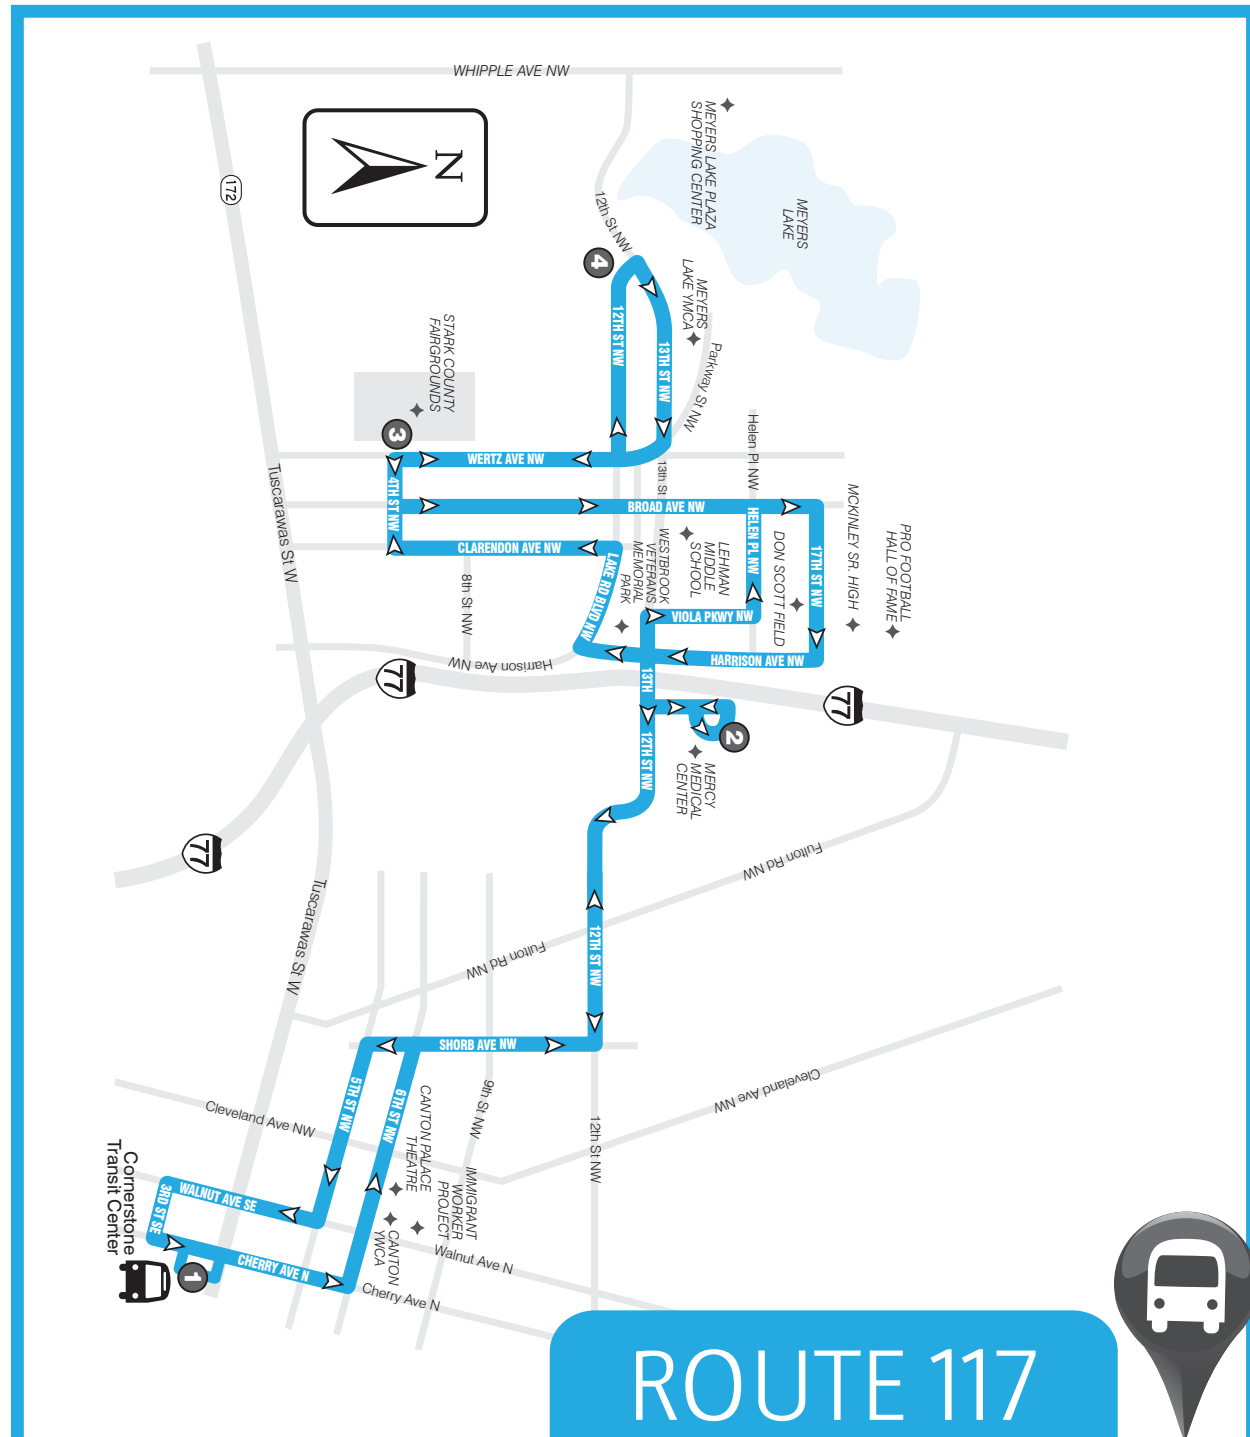 WHIPPLE AVE NW
N
172
MEYERS LAKE PLAZA
SHOPPING CENTER
MEYERS
LAKE
12th St NW
4
MEYERS
LAKE YMCA
12TH ST NW
13TH ST NW
Parkway St NW
STARK COUNTY
FAIRGROUNDS
3
Helen Pl NW
WERTZ AVE NW
13th St
Tuscarawas St W
4TH ST NW
BROAD AVE NW
MCKINLEY SR. HIGH
PRO FOOTBALL
HALL OF FAME
CLARENDON AVE NW
HELEN PL NW
DON SCOTT FIELD
17TH ST NW
LEHMAN
MIDDLE
SCHOOL
WESTBROOK
VETERANS
MEMORIAL
PARK
LAKE RD BLVD NW
8th St NW
VIOLA PKWY NW
Harrison Ave NW
HARRISON AVE NW
77
13TH
77
2
12TH ST NW
MERCY
MEDICAL
CENTER
77
Fulton Rd NW
Tuscarawas St W
Fulton Rd NW
12TH ST NW
SHORB AVE NW
5TH ST NW
6TH ST NW
CANTON PALACE
THEATRE
9th St NW
Cleveland Ave NW
Cleveland Ave NW
12th St NW
Cornerstone
Transit Center
3RD ST SE
WALNUT AVE SE
IMMIGRANT
WORKER
PROJECT
CANTON
YWCA
Walnut Ave N
CHERRY AVE N
1
Cherry Ave N
ROUTE 117